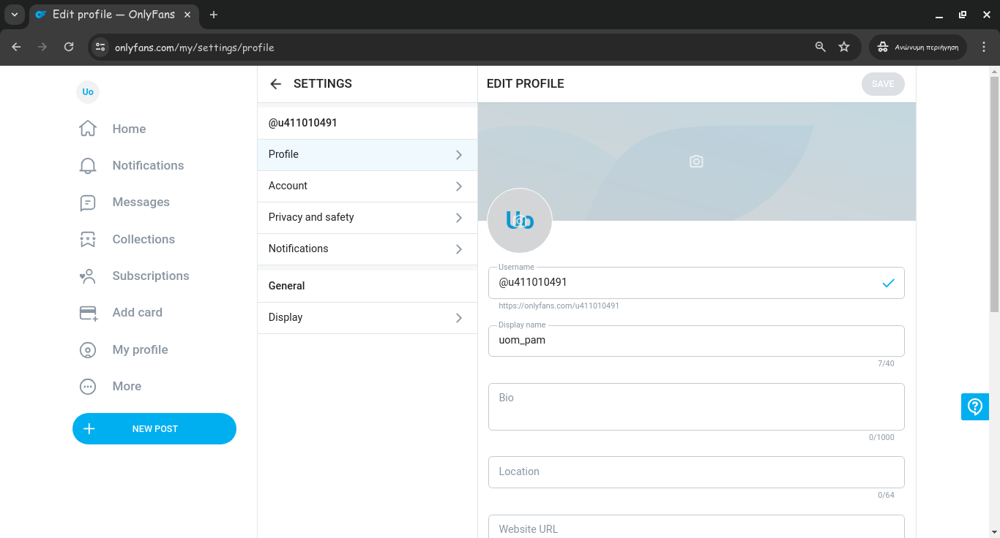 Edit profile — OnlyFans
onlyfans.com/my/settings/profile
Ανώνυμη περιήγηση
Uo
Home
Notifications
Messages
Collections
Subscriptions
Add card
My profile
More
NEW POST
SETTINGS
@u411010491
Profile
Account
Privacy and safety
Notifications
General
Display
EDIT PROFILE
SAVE
Uo
Username
@u411010491
https://onlyfans.com/u411010491
Display name
uom_pam
7/40
Bio
0/1000
Location
0/64
Website URL